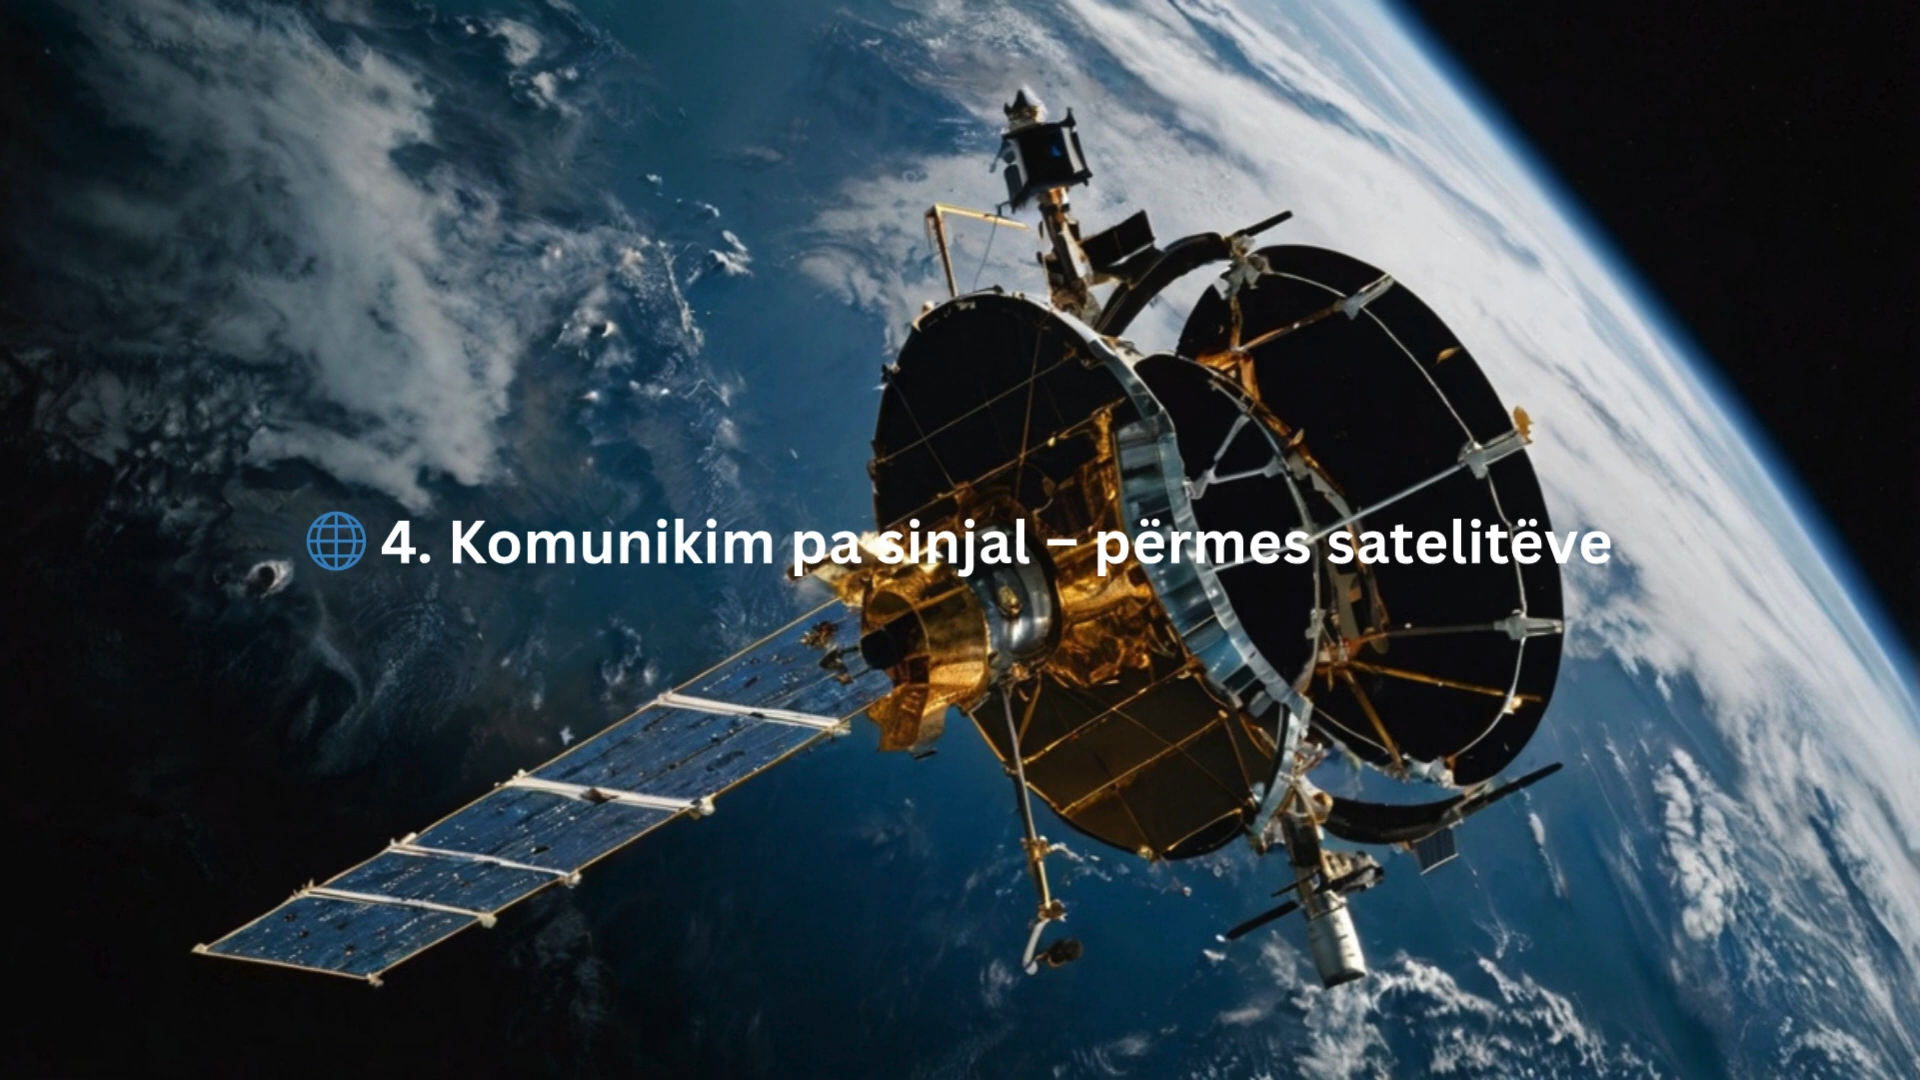 🌐 4. Komunikim pa sinjal – përmes satelitëve